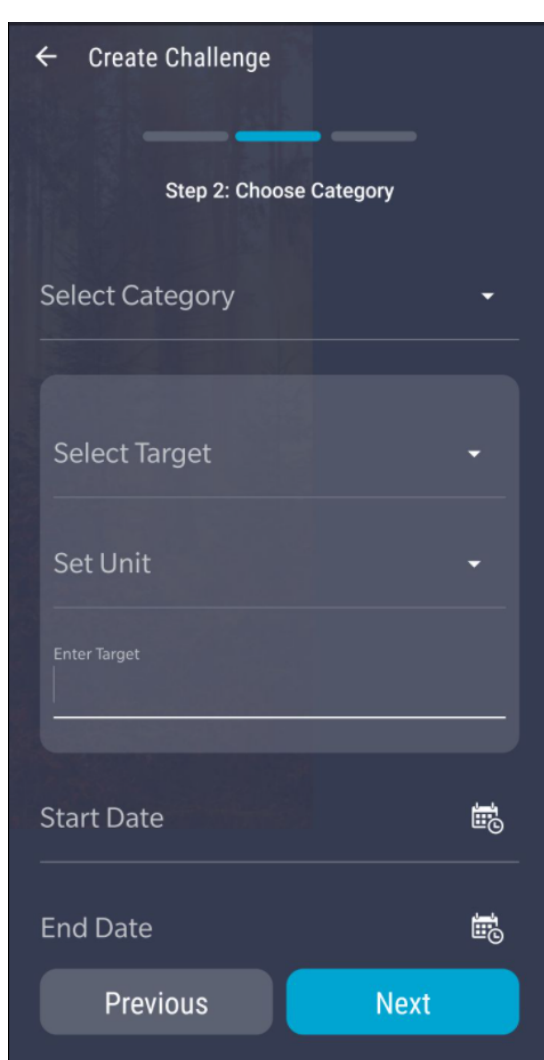 Create Challenge
Step 2: Choose Category
Select Category
Select Target
Set Unit
Enter Target
Start Date
End Date
Previous Next